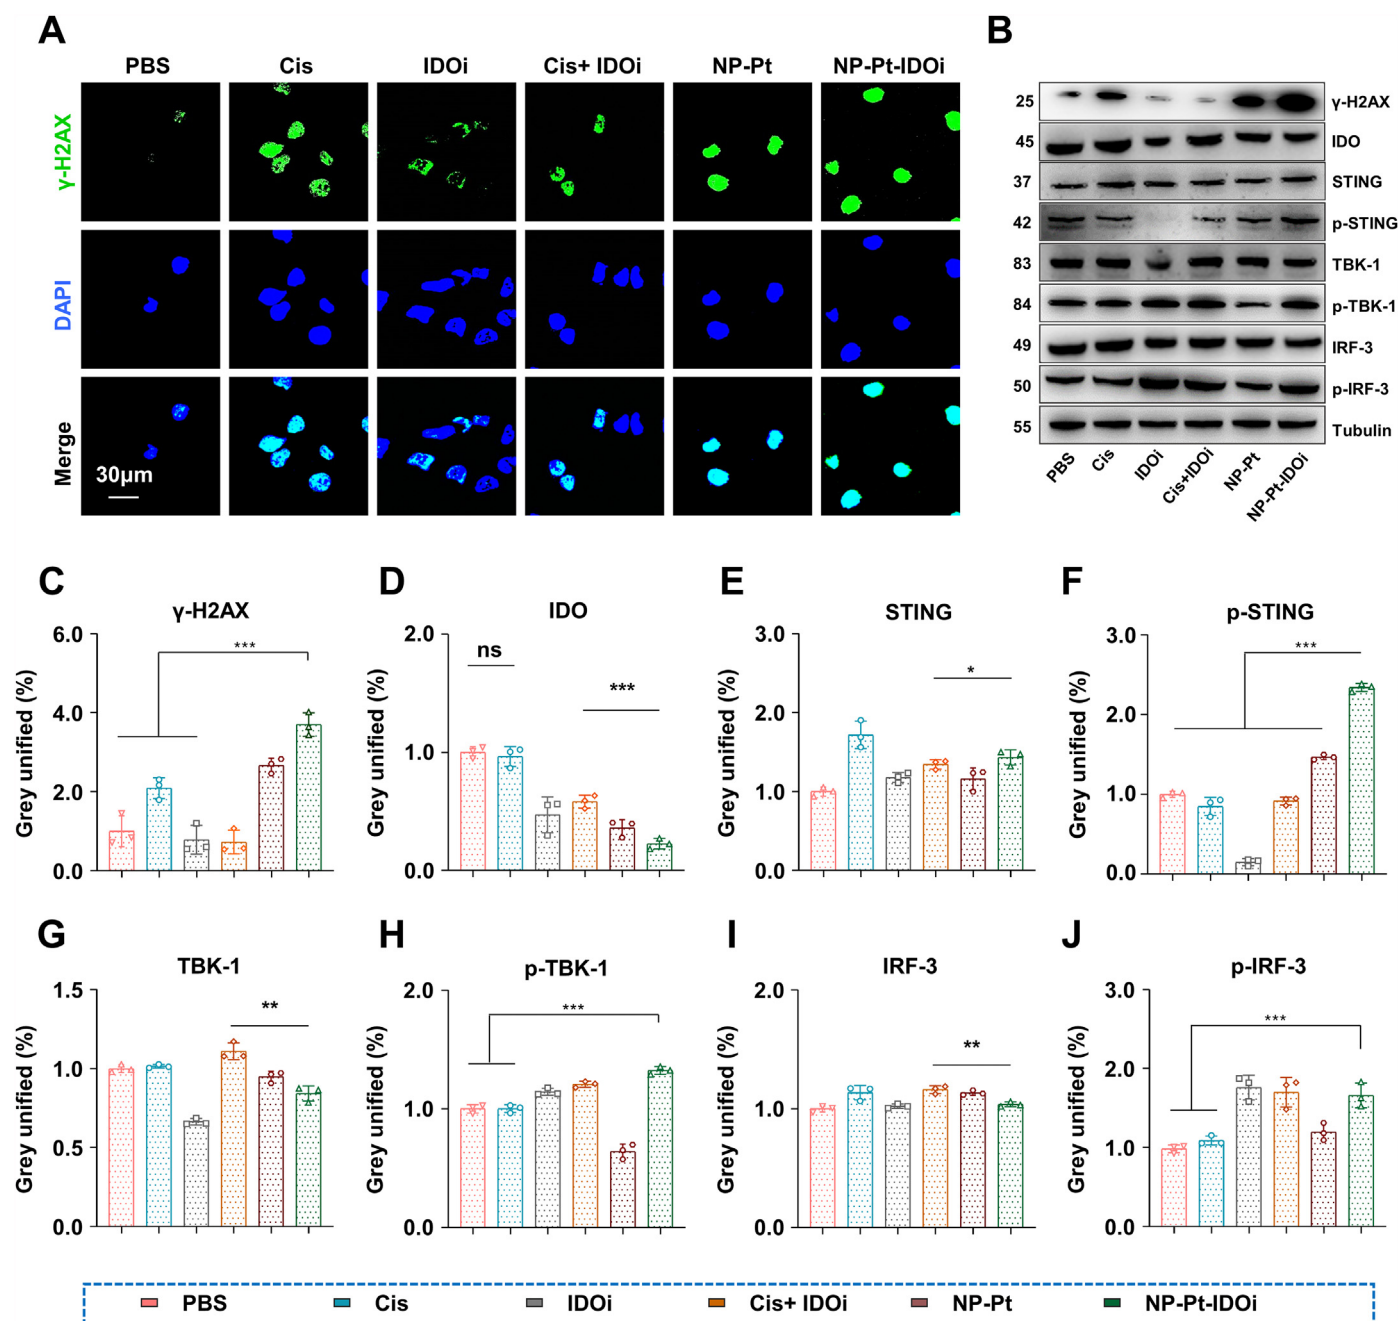 A
PBS Cis IDOi Cis+ IDOi NP-Pt NP-Pt-IDOi
γ-H2AX
DAPI
Merge
30μm
B
25 γ-H2AX
45 IDO
37 STING
42 p-STING
83 TBK-1
84 p-TBK-1
49 IRF-3
50 p-IRF-3
55 Tubulin
PBS Cis IDOi Cis+IDOi NP-Pt NP-Pt-IDOi
C
γ-H2AX
Grey unified (%)
6.0
4.0
2.0
0.0
***
D
IDO
Grey unified (%)
2.0
1.0
0.0
ns
***
E
STING
Grey unified (%)
3.0
2.0
1.0
0.0
*
F
p-STING
Grey unified (%)
3.0
2.0
1.0
0.0
***
G
TBK-1
Grey unified (%)
1.5
1.0
0.5
0.0
**
H
p-TBK-1
Grey unified (%)
2.0
1.0
0.0
***
I
IRF-3
Grey unified (%)
2.0
1.0
0.0
**
J
p-IRF-3
Grey unified (%)
3.0
2.0
1.0
0.0
***
PBS Cis IDOi Cis+ IDOi NP-Pt NP-Pt-IDOi